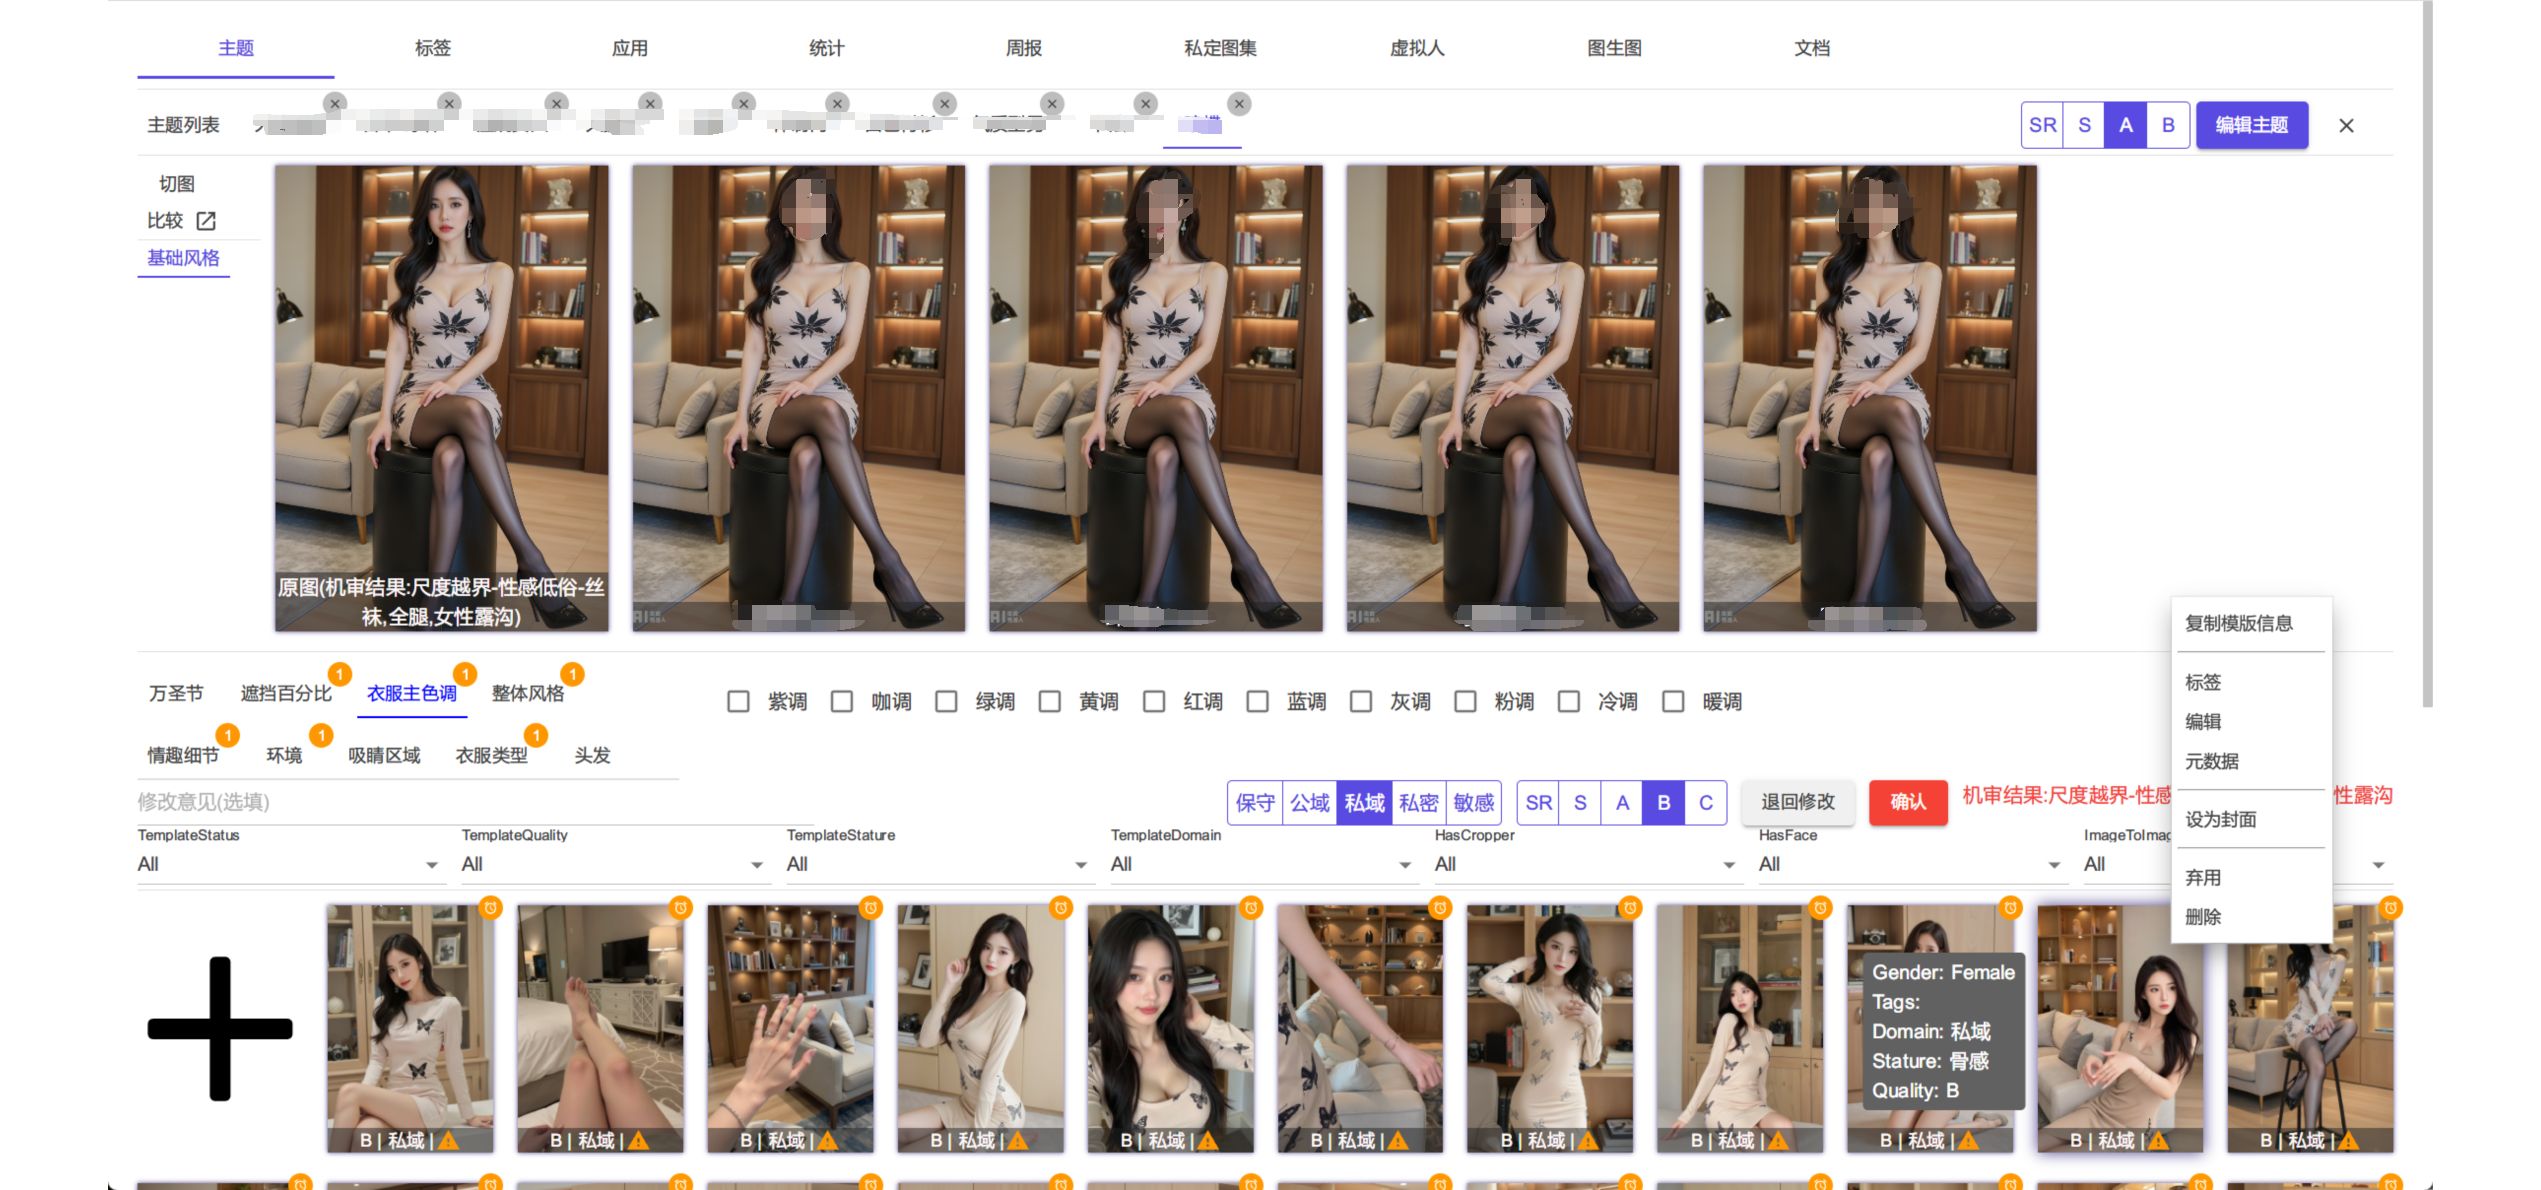 主题 标签 应用 统计 周报 私定图集 虚拟人 图生图 文档
主题列表
SR S A B 编辑主题
切图
比较
基础风格
原图(机审结果:尺度越界-性感低俗-丝
袜,全腿,女性露沟)
AI
AI
AI
AI
复制模版信息
标签
编辑
元数据
设为封面
弃用
删除
万圣节 遮挡百分比 1 衣服主色调 1 整体风格 1
紫调 咖调 绿调 黄调 红调 蓝调 灰调 粉调 冷调 暖调
情趣细节 1 环境 1 吸睛区域 衣服类型 1 头发
修改意见(选填)
保守 公域 私域 私密 敏感 SR S A B C 退回修改 确认 机审结果:尺度越界-性感 性露沟
TemplateStatus TemplateQuality TemplateStature TemplateDomain HasCropper HasFace ImageToImag
All All All All All All All
Gender: Female
Tags:
Domain: 私域
Stature: 骨感
Quality: B
B | 私域 | B | 私域 | B | 私域 | B | 私域 | B | 私域 | B | 私域 | B | 私域 | B | 私域 | B | 私域 | B | 私域 | B | 私域 |